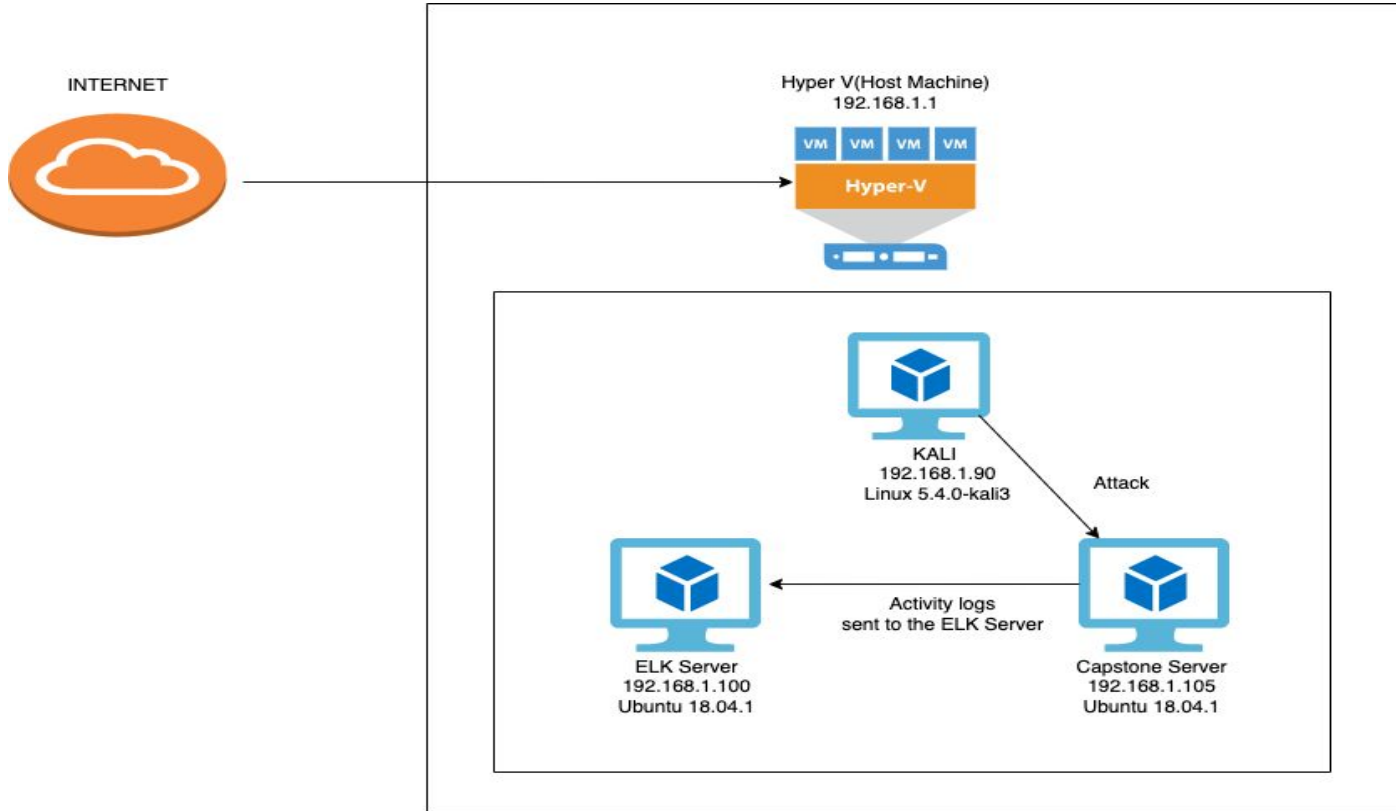 INTERNET
Hyper V(Host Machine)
192.168.1.1
VM VM VM VM
Hyper-V
KALI
192.168.1.90
Linux 5.4.0-kali3
Attack
Activity logs
sent to the ELK Server
ELK Server
192.168.1.100
Ubuntu 18.04.1
Capstone Server
192.168.1.105
Ubuntu 18.04.1